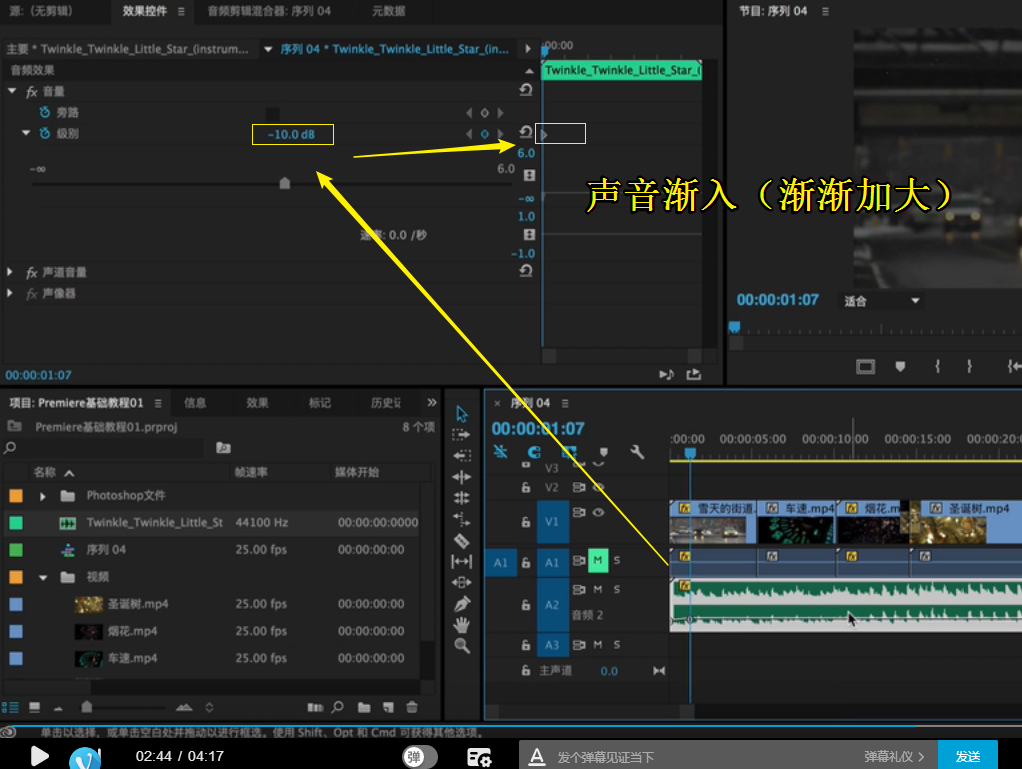 源:（无剪辑）
效果控件
音频剪辑混合器: 序列 04
元数据
节目: 序列 04
主要 * Twinkle_Twinkle_Little_Star_(instrum...
序列 04 * Twinkle_Twinkle_Little_Star_(in...
:00:00
音频效果
Twinkle_Twinkle_Little_Star_(
fx 音量
旁路
级别
-10.0 dB
6.0
-∞
6.0
-∞
1.0
速率: 0.0 /秒
-1.0
fx 声道音量
fx 声像器
声音渐入（渐渐加大）
00:00:01:07
适合
00:00:01:07
项目: Premiere基础教程01
信息
效果
标记
历史记
Premiere基础教程01.prproj
8 个项
名称
帧速率
媒体开始
Photoshop文件
Twinkle_Twinkle_Little_St
44100 Hz
00:00:00:0000
序列 04
25.00 fps
00:00:00:00
视频
圣诞树.mp4
25.00 fps
00:00:00:00
烟花.mp4
25.00 fps
00:00:00:00
车速.mp4
25.00 fps
00:00:00:00
× 序列 04
00:00:01:07
:00:00
00:00:05:00
00:00:10:00
00:00:15:00
00:00:20:
V3
V2
V1
fx 雪天的街道.
fx 车速.mp4
fx 烟花.m
fx 圣诞树.mp4
A1
A1
M
S
fx
fx
fx
fx
A2
M
S
音频 2
fx
A3
M
S
主声道
0.0
单击以选择，或单击空白处并拖动以进行框选。使用 Shift、Opt 和 Cmd 可获得其他选项。
02:44 / 04:17
弹
A
发个弹幕见证当下
弹幕礼仪 >
发送